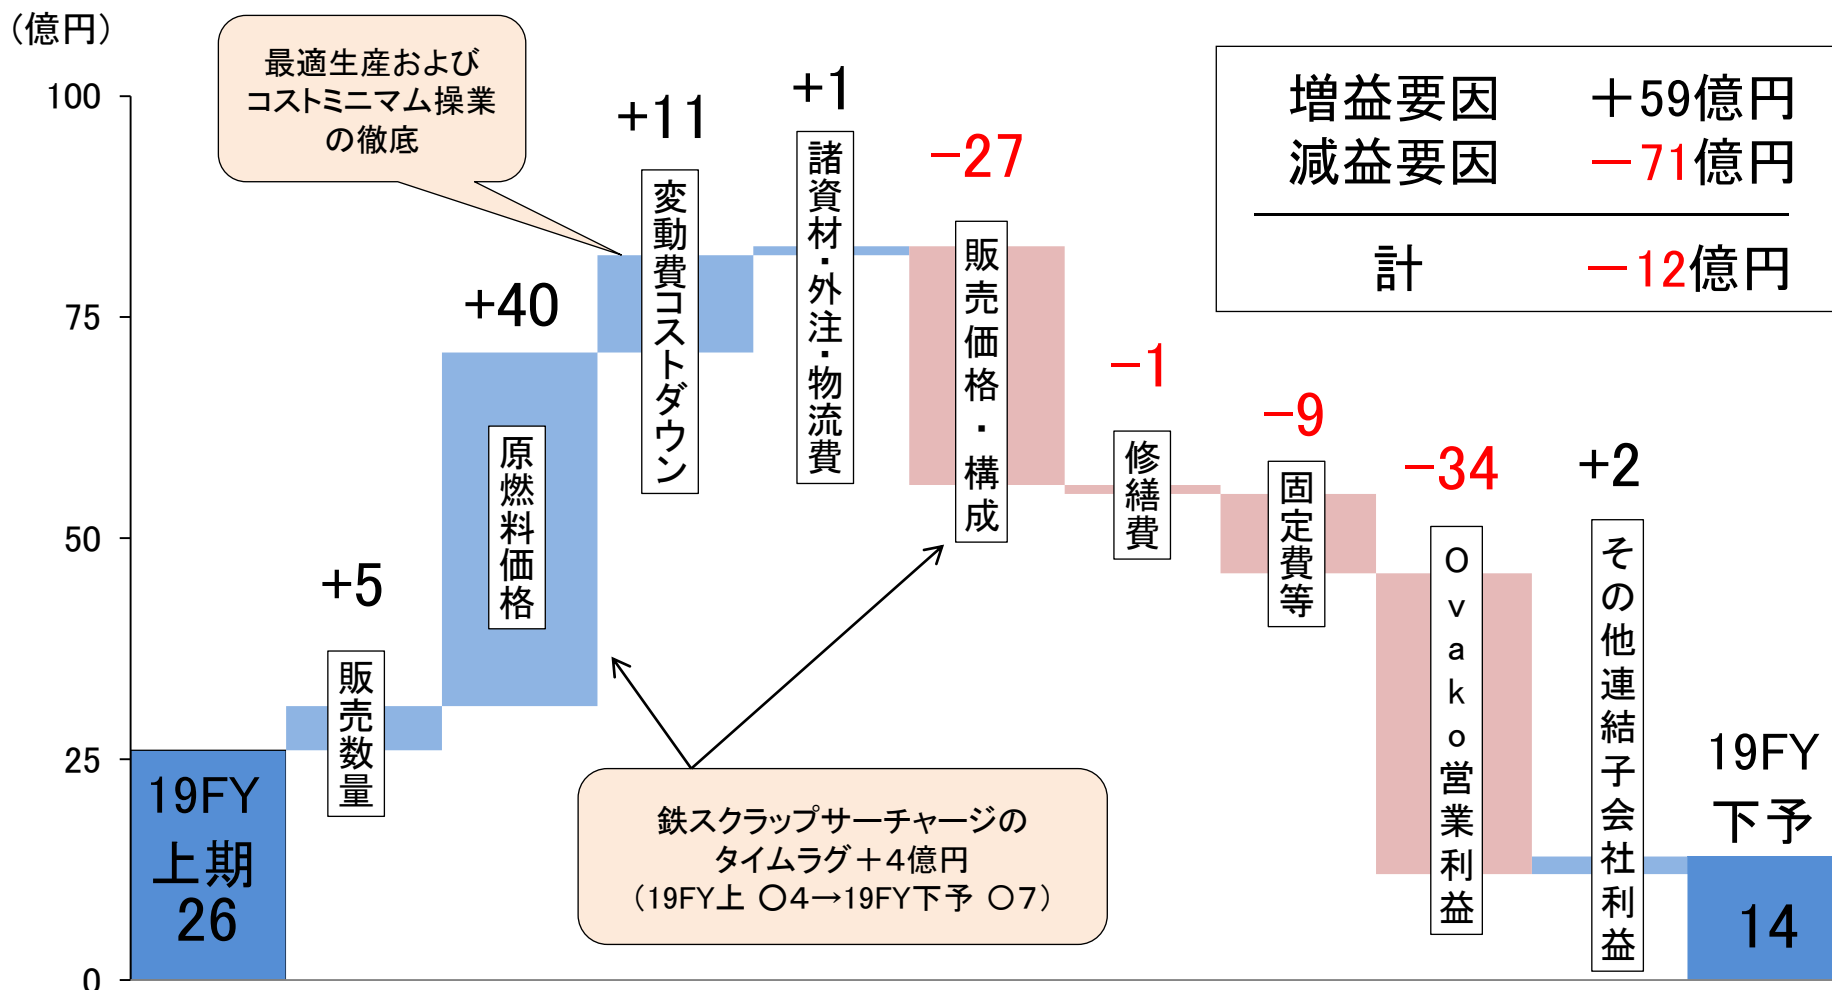 (億円)
100
75
50
25
0
最適生産および
コストミニマム操業
の徹底
増益要因 +59億円
減益要因 -71億円
計 -12億円
19FY
上期
26
+5
販売数量
+40
原燃料価格
+11
変動費コストダウン
+1
諸資材・外注・物流費
-27
販売価格・構成
-1
修繕費
-9
固定費等
-34
Ovako営業利益
+2
その他連結子会社利益
19FY
下予
14
鉄スクラップサーチャージの
タイムラグ+4億円
(19FY上 〇4→19FY下予 〇7)